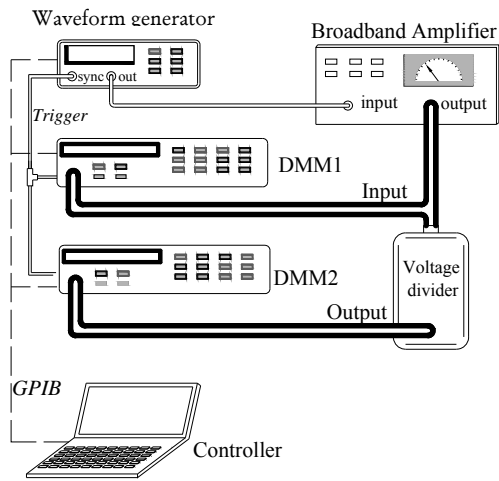 Waveform generator
Broadband Amplifier
sync out
input
output
Trigger
DMM1
Input
Voltage
divider
DMM2
Output
GPIB
Controller